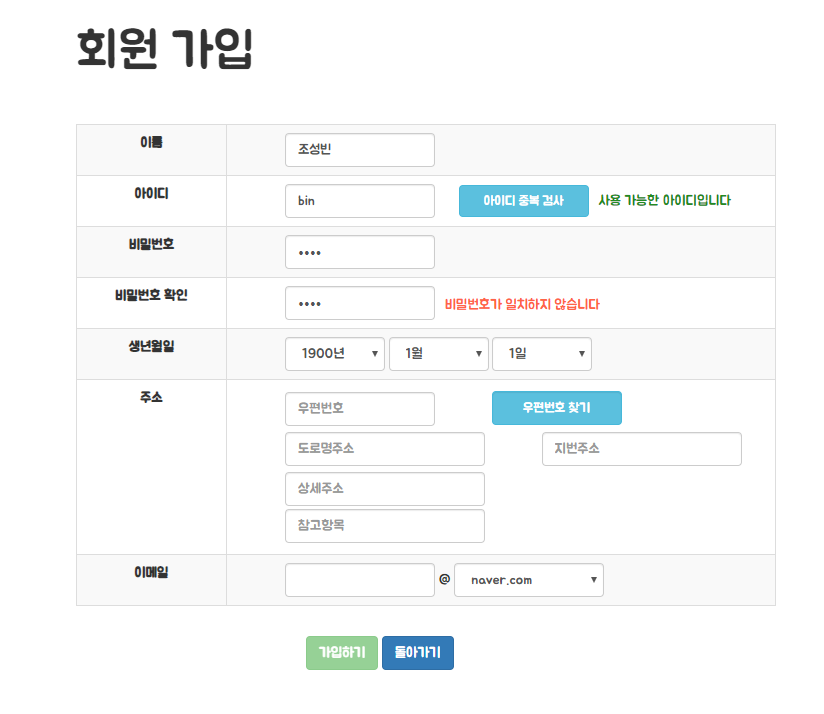 회원 가입
이름 조성빈
아이디 bin 아이디 중복 검사 사용 가능한 아이디입니다
비밀번호 ••••
비밀번호 확인 •••• 비밀번호가 일치하지 않습니다
생년월일 1900년 1월 1일
주소 우편번호 우편번호 찾기
도로명주소 지번주소
상세주소
참고항목
이메일 @ naver.com
가입하기 돌아가기